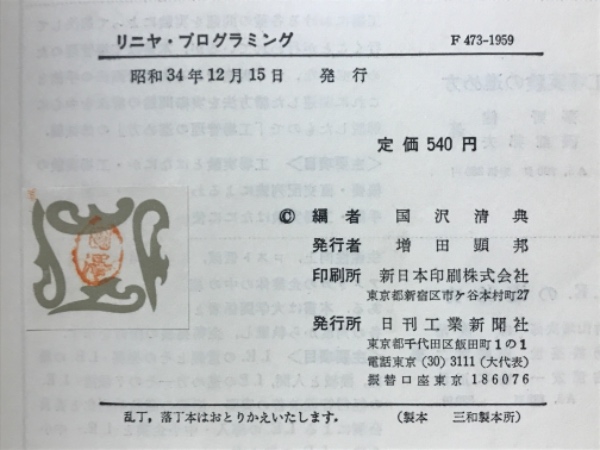 リニヤ・プログラミング F 473-1959
昭和34年12月15日 発行
定価 540 円
© 編者 国沢清典
発行者 増田顕邦
印刷所 新日本印刷株式会社
東京都新宿区市ケ谷本村町27
発行所 日刊工業新聞社
東京都千代田区飯田町1の1
電話東京 (30) 3111 (大代表)
振替口座東京 186076
乱丁，落丁本はおとりかえいたします。 (製本 三和製本所)
国澤